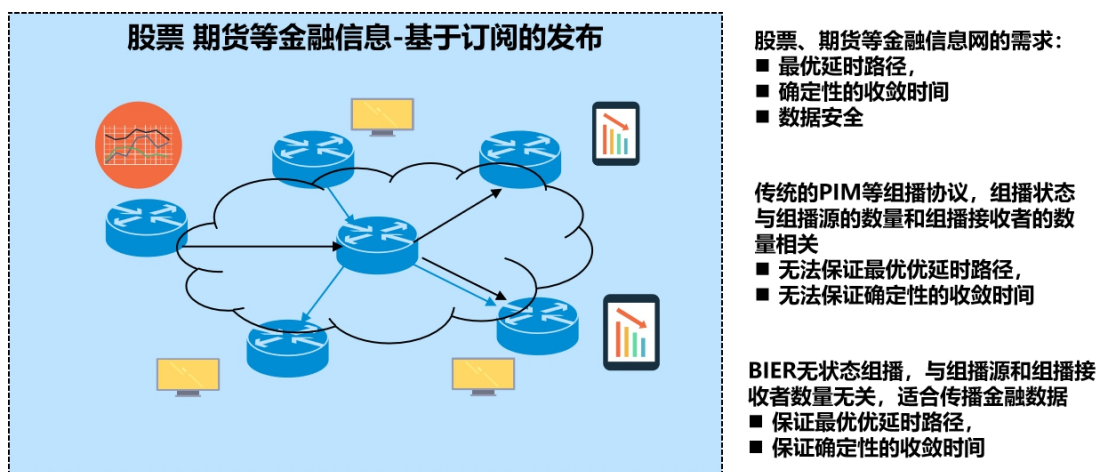 股票 期货等金融信息-基于订阅的发布
股票、期货等金融信息网的需求：
■ 最优延时路径，
■ 确定性的收敛时间
■ 数据安全
传统的PIM等组播协议，组播状态
与组播源的数量和组播接收者的数
量相关
■ 无法保证最优优延时路径，
■ 无法保证确定性的收敛时间
BIER无状态组播，与组播源和组播接
收者数量无关，适合传播金融数据
■ 保证最优优延时路径，
■ 保证确定性的收敛时间